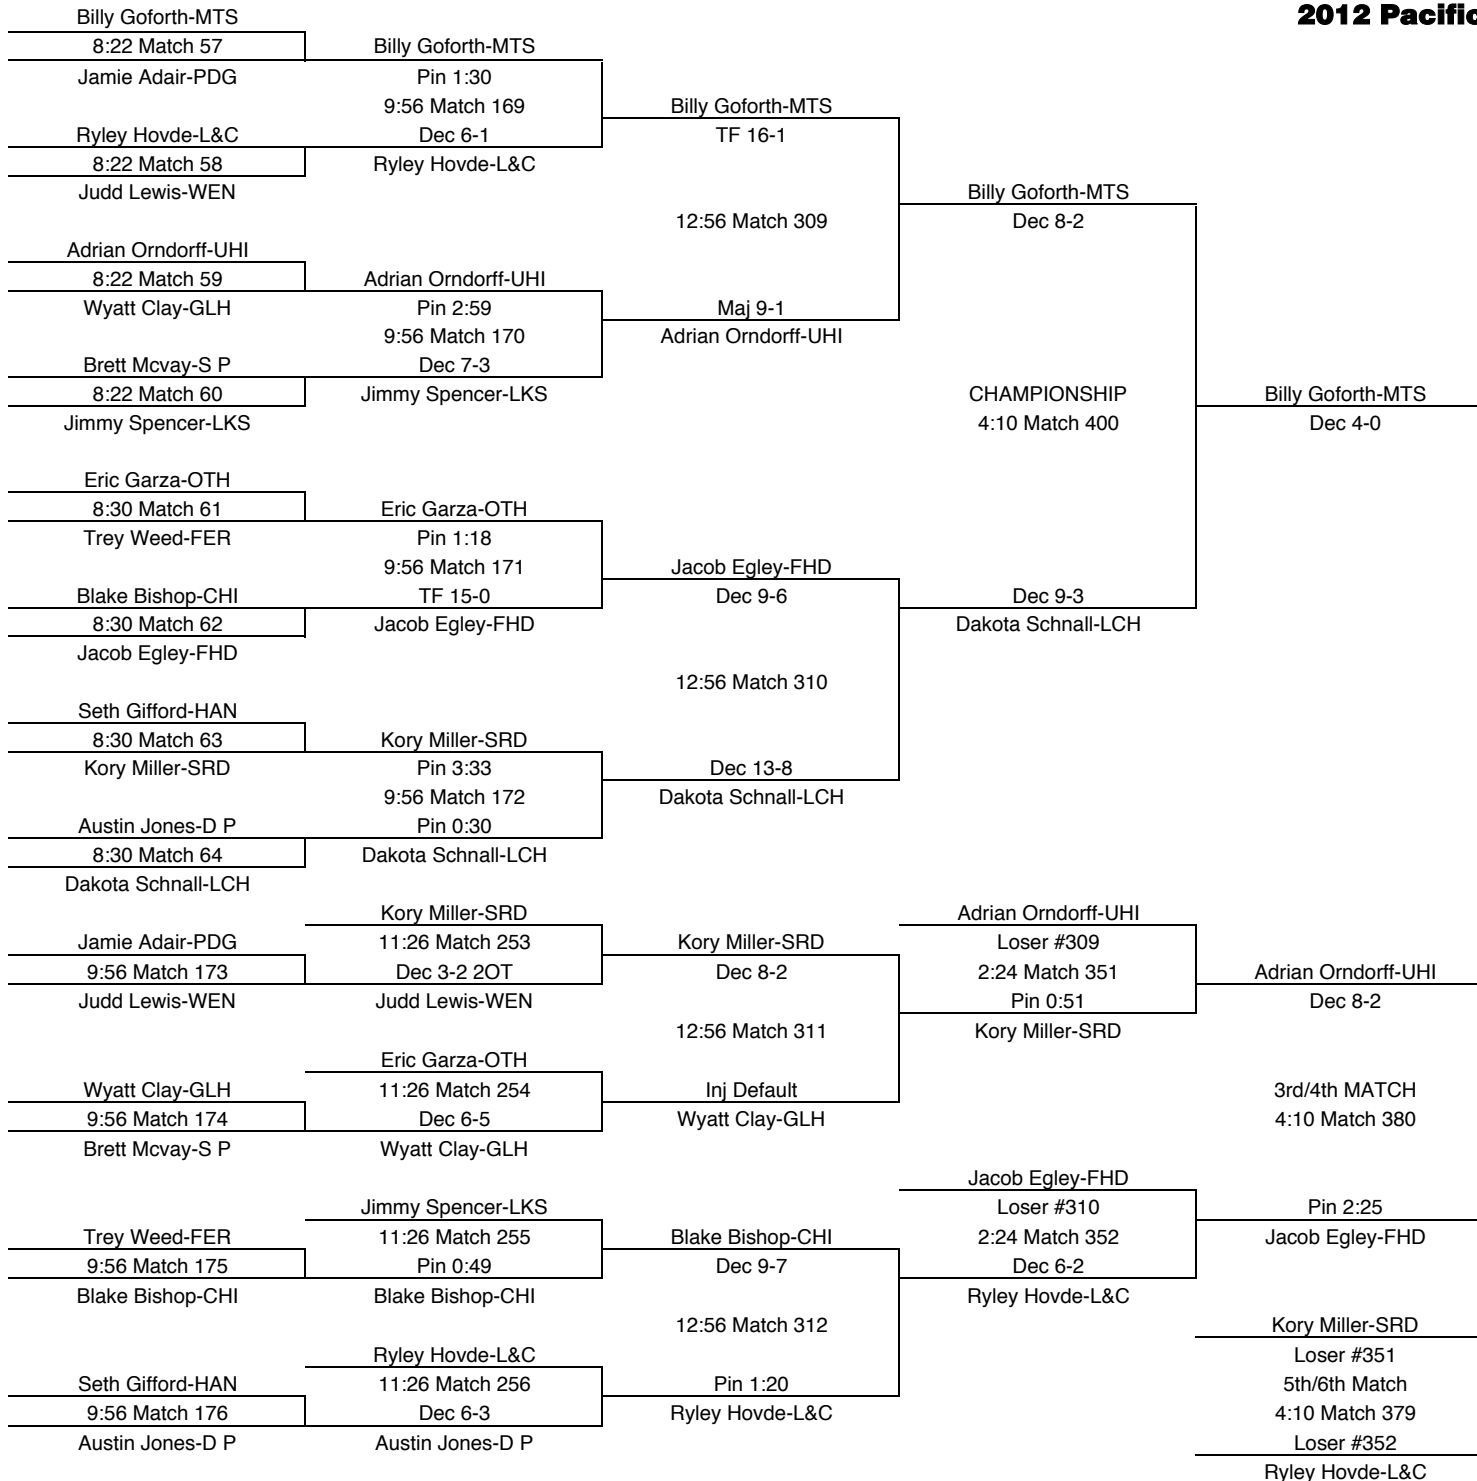 2012 Pacific
Billy Goforth-MTS
8:22 Match 57
Jamie Adair-PDG
Ryley Hovde-L&C
8:22 Match 58
Judd Lewis-WEN
Adrian Orndorff-UHI
8:22 Match 59
Wyatt Clay-GLH
Brett Mcvay-S P
8:22 Match 60
Jimmy Spencer-LKS
Eric Garza-OTH
8:30 Match 61
Trey Weed-FER
Blake Bishop-CHI
8:30 Match 62
Jacob Egley-FHD
Seth Gifford-HAN
8:30 Match 63
Kory Miller-SRD
Austin Jones-D P
8:30 Match 64
Dakota Schnall-LCH
Billy Goforth-MTS
Pin 1:30
9:56 Match 169
Dec 6-1
Ryley Hovde-L&C
Adrian Orndorff-UHI
Pin 2:59
9:56 Match 170
Dec 7-3
Jimmy Spencer-LKS
Eric Garza-OTH
Pin 1:18
9:56 Match 171
TF 15-0
Jacob Egley-FHD
Kory Miller-SRD
Pin 3:33
9:56 Match 172
Pin 0:30
Dakota Schnall-LCH
Billy Goforth-MTS
TF 16-1
12:56 Match 309
Maj 9-1
Adrian Orndorff-UHI
Jacob Egley-FHD
Dec 9-6
12:56 Match 310
Dec 13-8
Dakota Schnall-LCH
Billy Goforth-MTS
Dec 8-2
CHAMPIONSHIP
4:10 Match 400
Dec 9-3
Dakota Schnall-LCH
Billy Goforth-MTS
Dec 4-0
Jamie Adair-PDG
9:56 Match 173
Judd Lewis-WEN
Wyatt Clay-GLH
9:56 Match 174
Brett Mcvay-S P
Trey Weed-FER
9:56 Match 175
Blake Bishop-CHI
Seth Gifford-HAN
9:56 Match 176
Austin Jones-D P
Kory Miller-SRD
11:26 Match 253
Dec 3-2 2OT
Judd Lewis-WEN
Eric Garza-OTH
11:26 Match 254
Dec 6-5
Wyatt Clay-GLH
Jimmy Spencer-LKS
11:26 Match 255
Pin 0:49
Blake Bishop-CHI
Ryley Hovde-L&C
11:26 Match 256
Dec 6-3
Austin Jones-D P
Kory Miller-SRD
Dec 8-2
12:56 Match 311
Inj Default
Wyatt Clay-GLH
Blake Bishop-CHI
Dec 9-7
12:56 Match 312
Pin 1:20
Ryley Hovde-L&C
Adrian Orndorff-UHI
Loser #309
2:24 Match 351
Pin 0:51
Kory Miller-SRD
Jacob Egley-FHD
Loser #310
2:24 Match 352
Dec 6-2
Ryley Hovde-L&C
Adrian Orndorff-UHI
Dec 8-2
3rd/4th MATCH
4:10 Match 380
Pin 2:25
Jacob Egley-FHD
Kory Miller-SRD
Loser #351
5th/6th Match
4:10 Match 379
Loser #352
Ryley Hovde-L&C